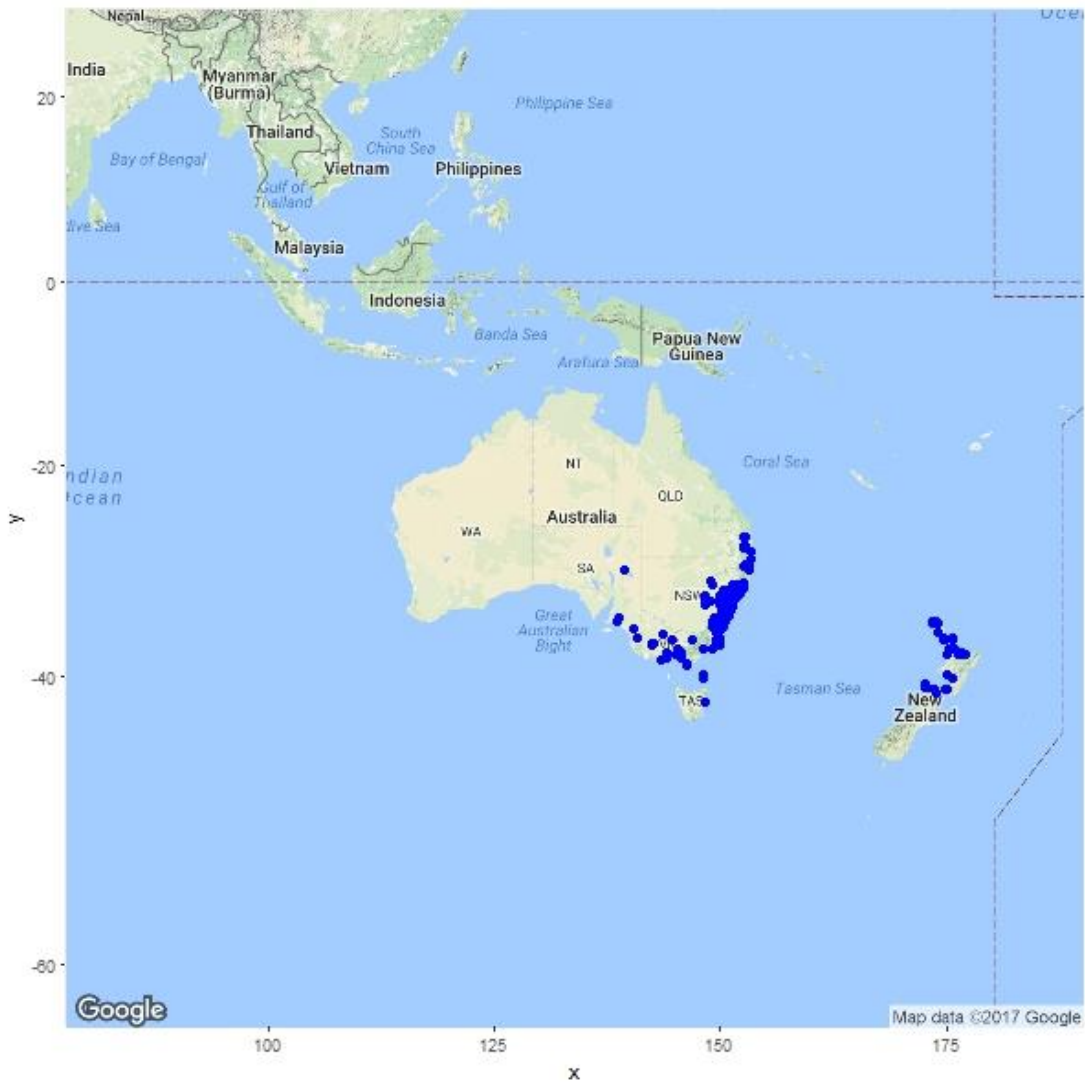 Nepal
India
Myanmar
(Burma)
20
Philippine Sea
Thailand
South
China Sea
Bay of Bengal
Vietnam
Philippines
Gulf of
Thailand
Malaysia
0
Indonesia
Banda Sea
Papua New
Guinea
Arafura Sea
-20
NT
Coral Sea
QLD
Australia
WA
SA
NSW
Great
Australian
Bight
-40
TAS
Tasman Sea
New
Zealand
y
-60
Google
Map data ©2017 Google
100
125
150
175
x